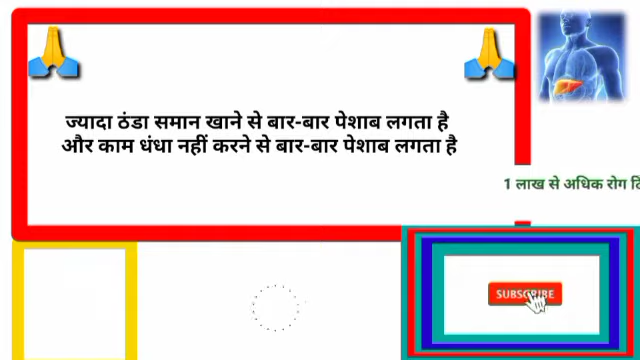 ज्यादा ठंडा समान खाने से बार-बार पेशाब लगता है
और काम धंधा नहीं करने से बार-बार पेशाब लगता है
1 लाख से अधिक रोग
SUBSCRIBE